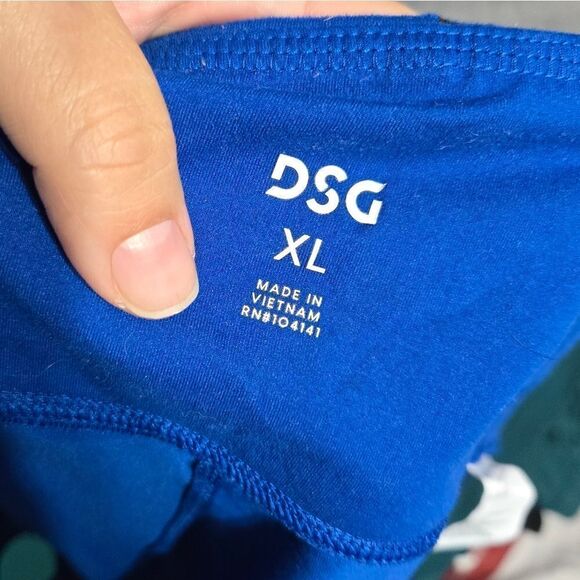 DSG
XL
MADE IN
VIETNAM
RN#104141